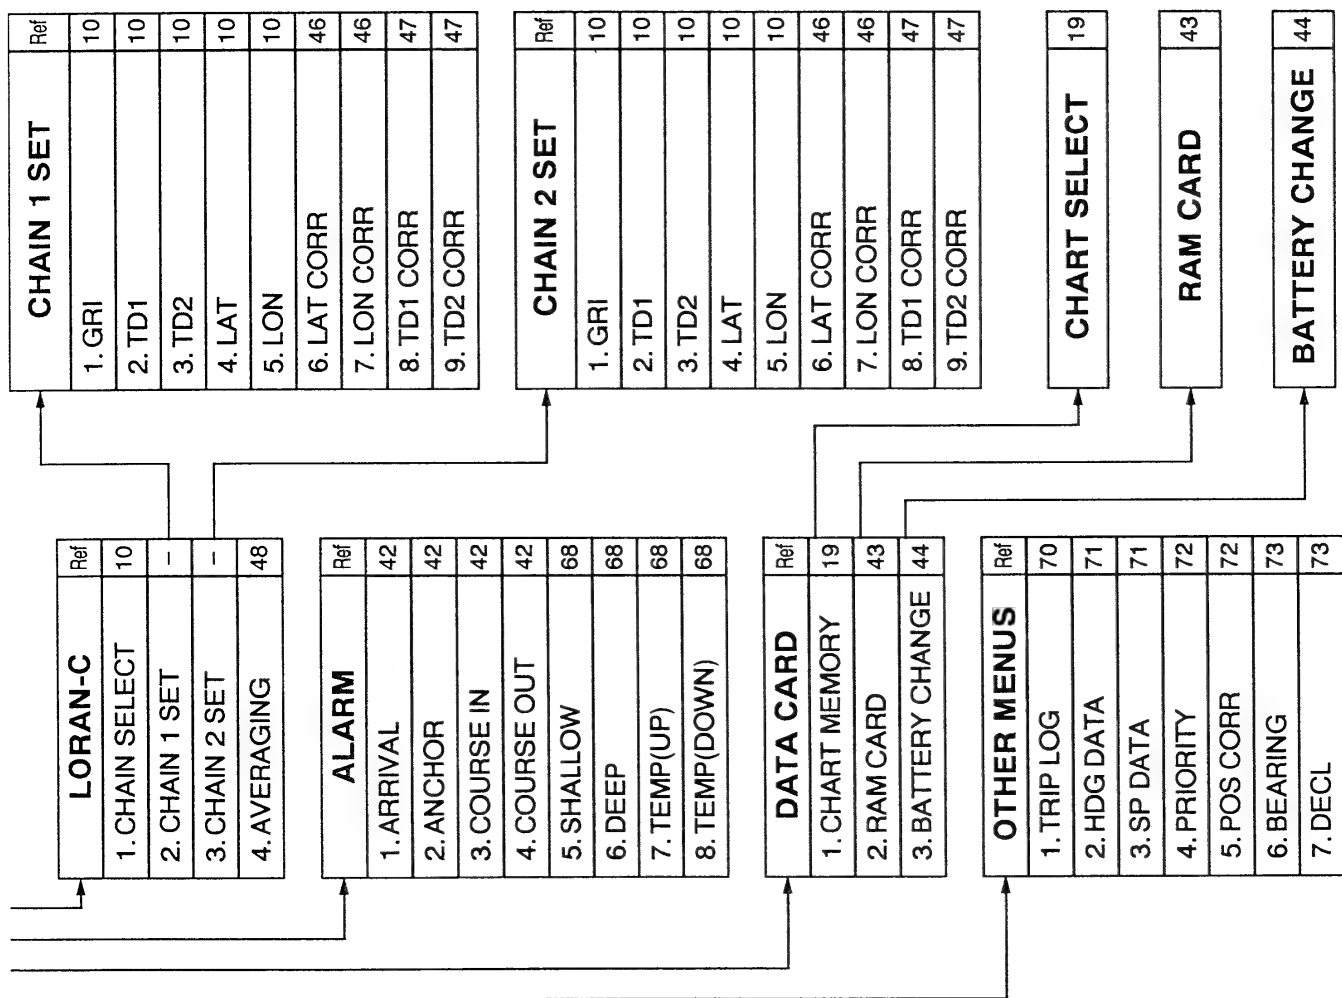 LORAN-C Ref
1. CHAIN SELECT 10
2. CHAIN 1 SET –
3. CHAIN 2 SET –
4. AVERAGING 48
ALARM Ref
1. ARRIVAL 42
2. ANCHOR 42
3. COURSE IN 42
4. COURSE OUT 42
5. SHALLOW 68
6. DEEP 68
7. TEMP(UP) 68
8. TEMP(DOWN) 68
DATA CARD Ref
1. CHART MEMORY 19
2. RAM CARD 43
3. BATTERY CHANGE 44
OTHER MENUS Ref
1. TRIP LOG 70
2. HDG DATA 71
3. SP DATA 71
4. PRIORITY 72
5. POS CORR 72
6. BEARING 73
7. DECL 73
CHAIN 1 SET Ref
1. GRI 10
2. TD1 10
3. TD2 10
4. LAT 10
5. LON 10
6. LAT CORR 46
7. LON CORR 46
8. TD1 CORR 47
9. TD2 CORR 47
CHAIN 2 SET Ref
1. GRI 10
2. TD1 10
3. TD2 10
4. LAT 10
5. LON 10
6. LAT CORR 46
7. LON CORR 46
8. TD1 CORR 47
9. TD2 CORR 47
CHART SELECT 19
RAM CARD 43
BATTERY CHANGE 44